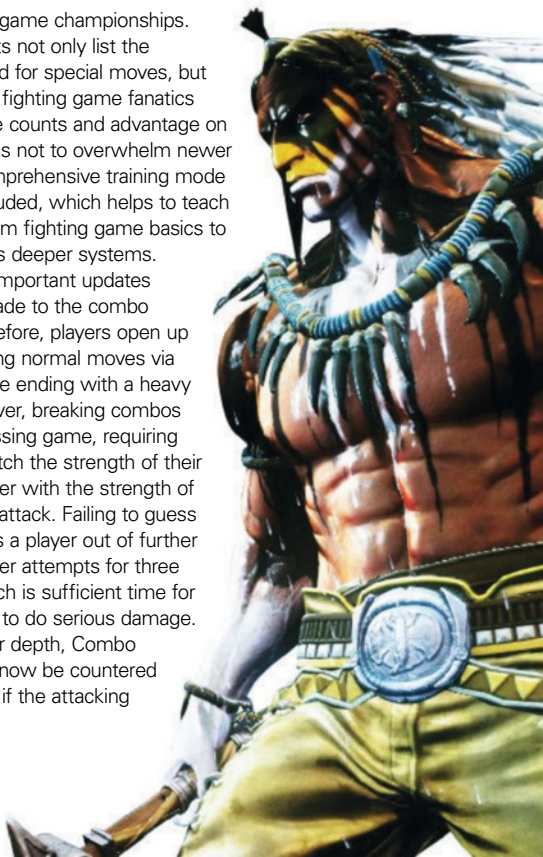 game championships.
ts not only list the
d for special moves, but
fighting game fanatics
e counts and advantage on
s not to overwhelm newer
mprehensive training mode
uded, which helps to teach
m fighting game basics to
s deeper systems.
mportant updates
ade to the combo
efore, players open up
ng normal moves via
e ending with a heavy
ver, breaking combos
ssing game, requiring
tch the strength of their
er with the strength of
attack. Failing to guess
s a player out of further
er attempts for three
ch is sufficient time for
to do serious damage.
r depth, Combo
now be countered
if the attacking